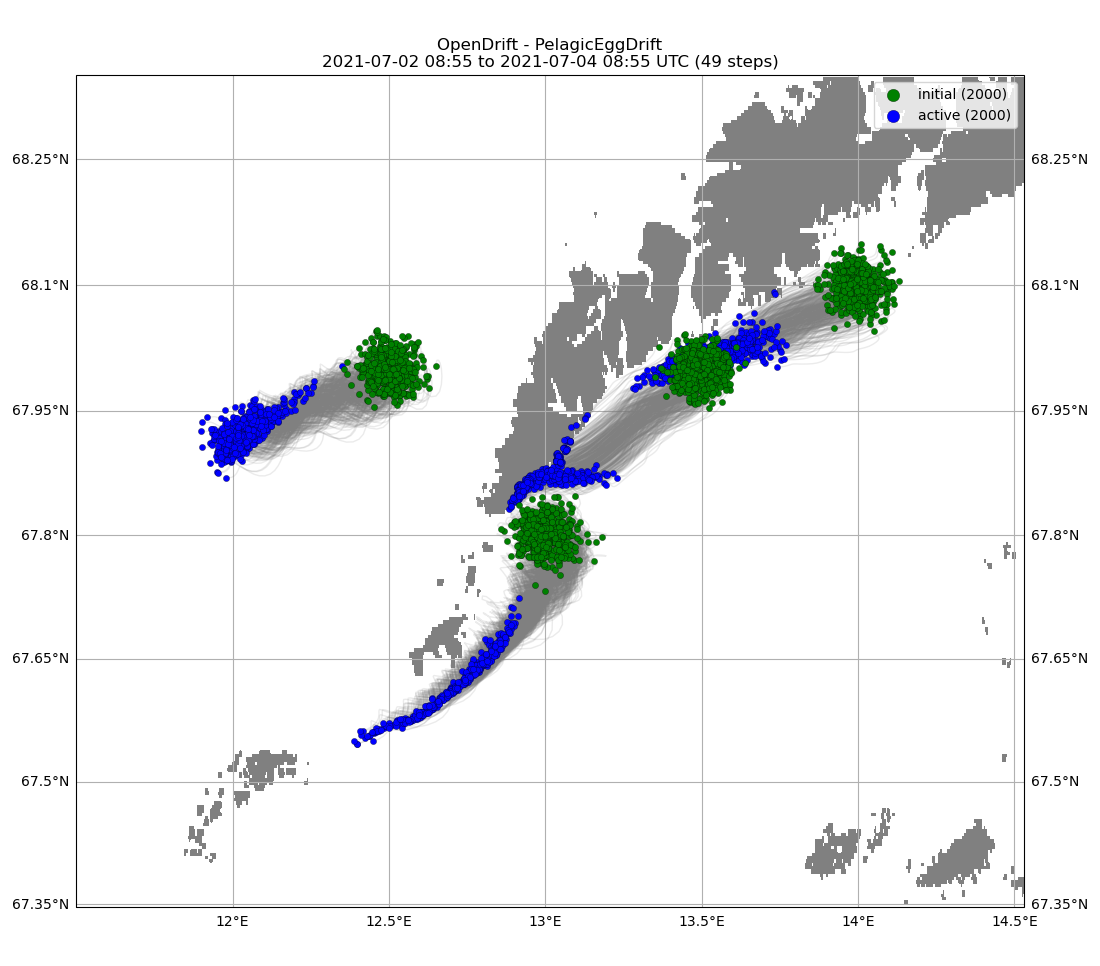 OpenDrift - PelagicEggDrift
2021-07-02 08:55 to 2021-07-04 08:55 UTC (49 steps)
initial (2000)
active (2000)
68.25°N 68.25°N
68.1°N 68.1°N
67.95°N 67.95°N
67.8°N 67.8°N
67.65°N 67.65°N
67.5°N 67.5°N
67.35°N 67.35°N
12°E 12.5°E 13°E 13.5°E 14°E 14.5°E